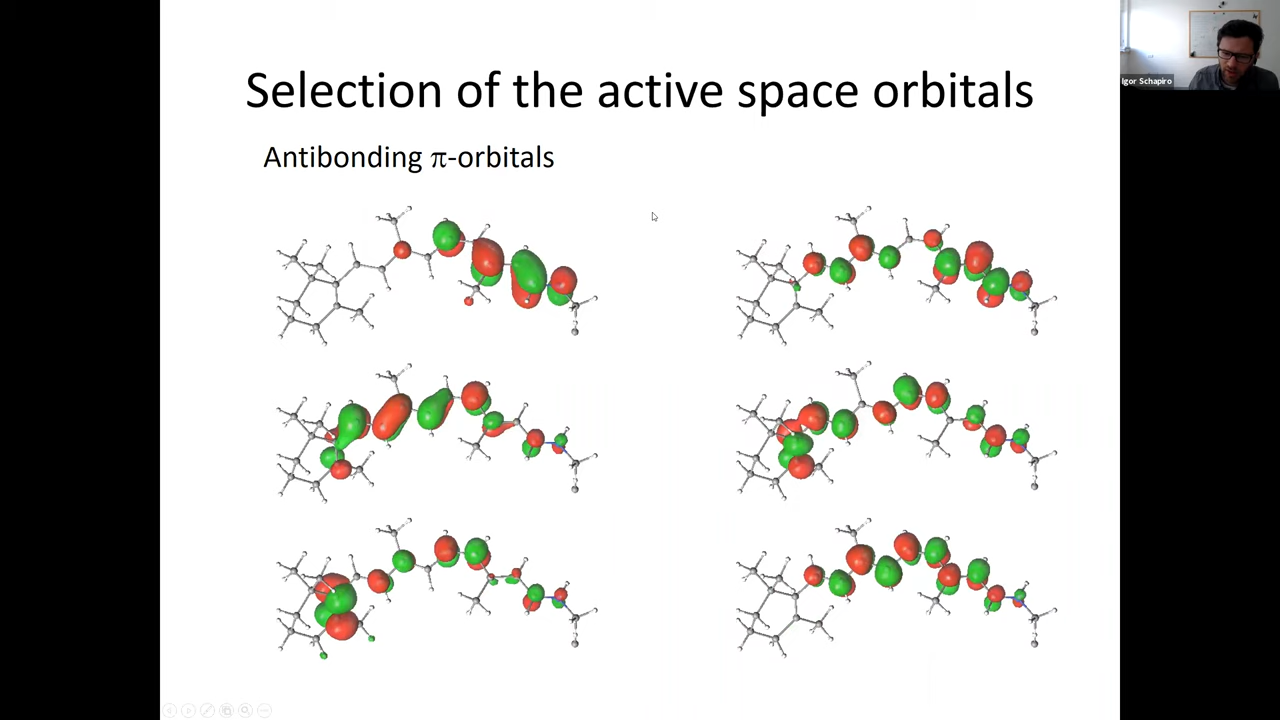 Selection of the active space orbitals
Antibonding π-orbitals
Igor Schapiro